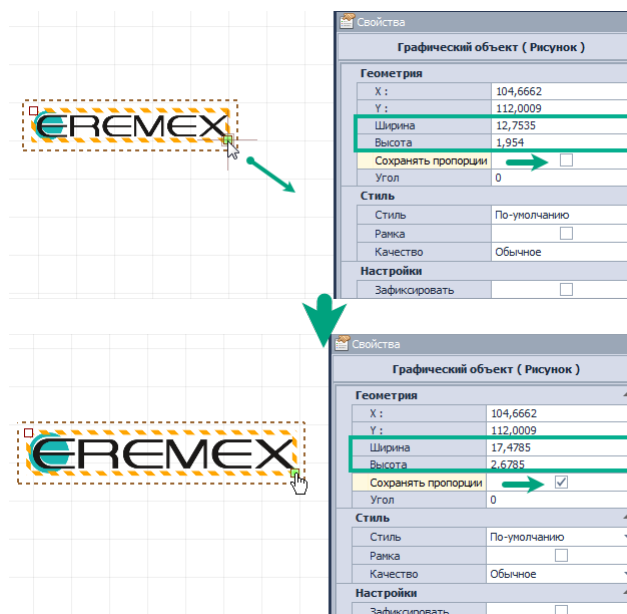 Свойства
Графический объект ( Рисунок )
Геометрия
X : 104,6662
Y : 112,0009
Ширина 12,7535
Высота 1,954
Сохранять пропорции
Угол 0
Стиль
Стиль По-умолчанию
Рамка
Качество Обычное
Настройки
Зафиксировать
EREMEX
Свойства
Графический объект ( Рисунок )
Геометрия
X : 104,6662
Y : 112,0009
Ширина 17,4785
Высота 2,6785
Сохранять пропорции
Угол 0
Стиль
Стиль По-умолчанию
Рамка
Качество Обычное
Настройки
Зафиксировать
EREMEX